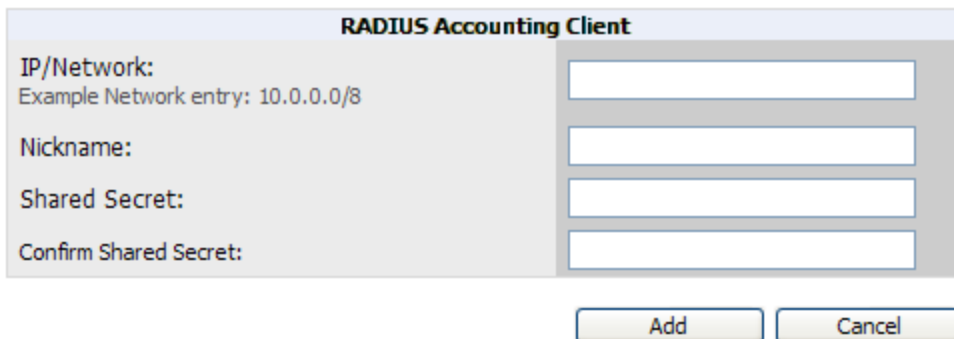 RADIUS Accounting Client
IP/Network:
Example Network entry: 10.0.0.0/8
Nickname:
Shared Secret:
Confirm Shared Secret:
Add Cancel